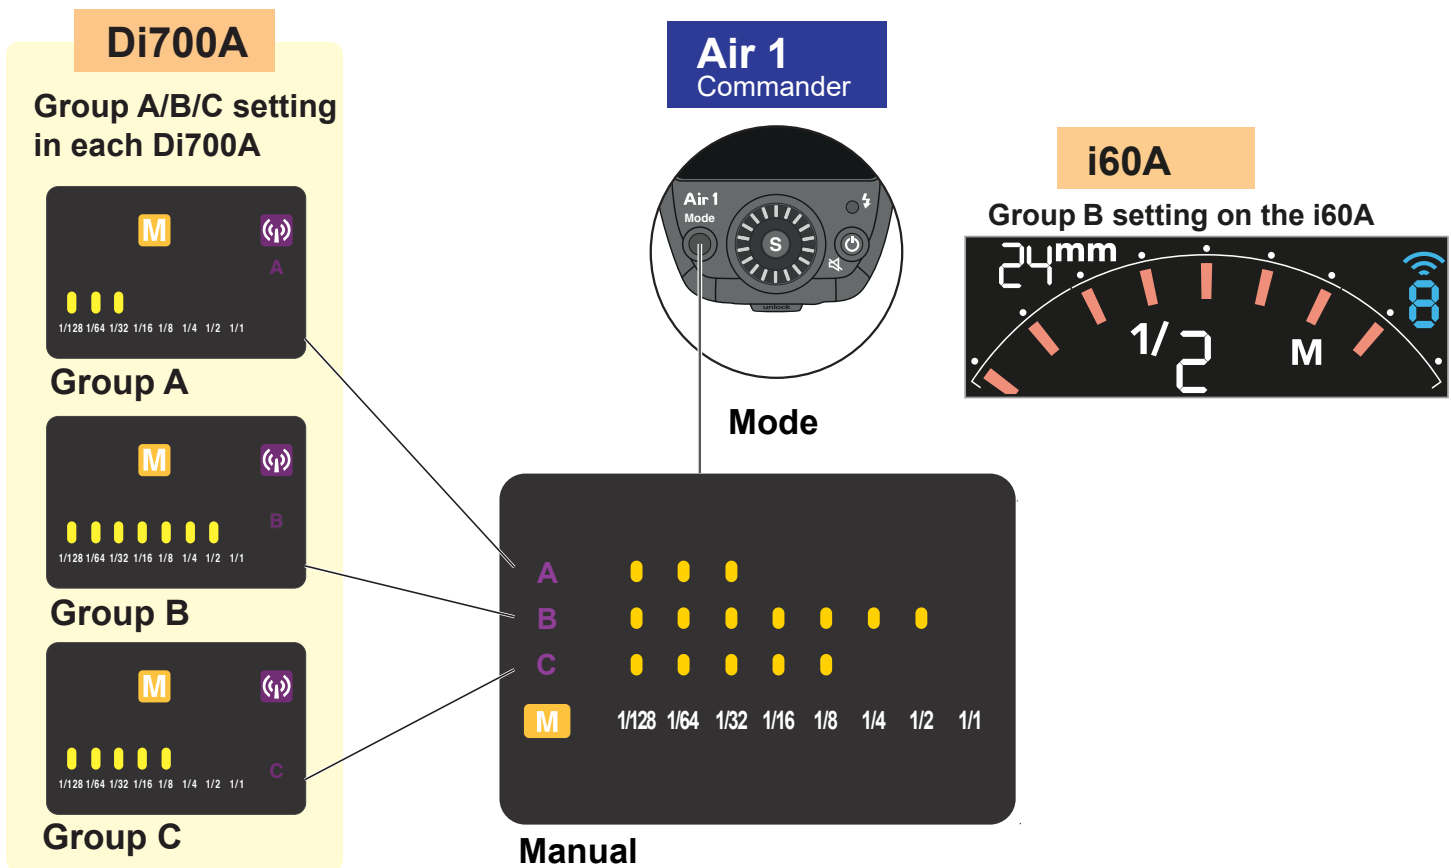 Di700A
Group A/B/C setting
in each Di700A
M
A
1/128 1/64 1/32 1/16 1/8 1/4 1/2 1/1
Group A
M
B
1/128 1/64 1/32 1/16 1/8 1/4 1/2 1/1
Group B
M
C
1/128 1/64 1/32 1/16 1/8 1/4 1/2 1/1
Group C
Air 1
Commander
Air 1
Mode
S
unlock
Mode
A
B
C
M 1/128 1/64 1/32 1/16 1/8 1/4 1/2 1/1
Manual
i60A
Group B setting on the i60A
24mm
8
1/2
M